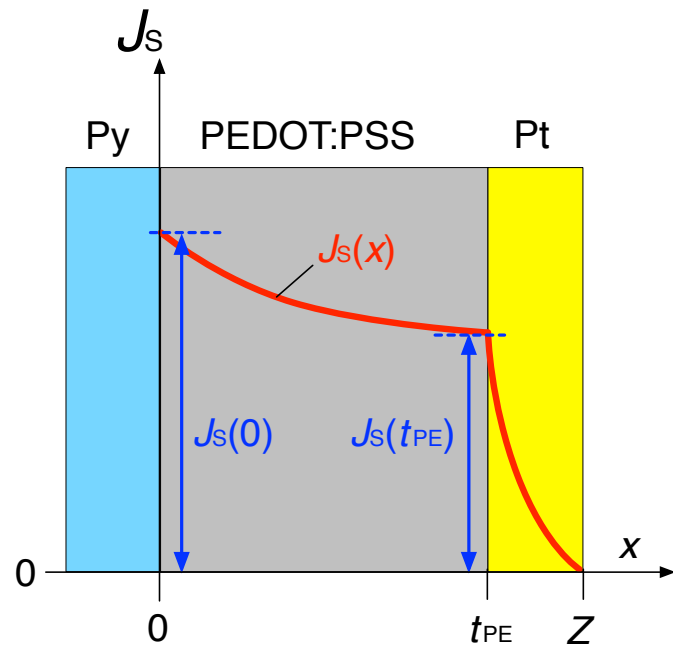 JS
Py PEDOT:PSS Pt
JS(x)
JS(0) JS(tPE)
0 x
0 tPE Z